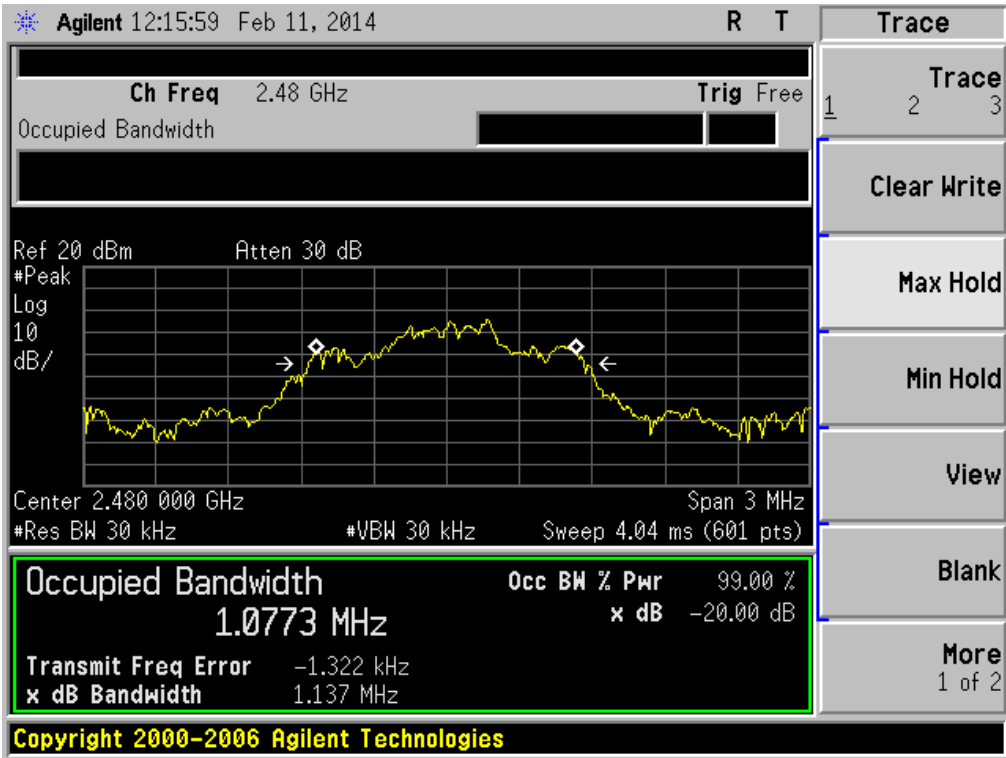 Agilent 12:15:59 Feb 11, 2014 R T
Trace
Ch Freq 2.48 GHz Trig Free
Occupied Bandwidth
Trace
1 2 3
Clear Write
Max Hold
Min Hold
View
Blank
More
1 of 2
Ref 20 dBm Atten 30 dB
#Peak
Log
10
dB/
Center 2.480 000 GHz Span 3 MHz
#Res BW 30 kHz #VBW 30 kHz Sweep 4.04 ms (601 pts)
Occupied Bandwidth
1.0773 MHz
Occ BW % Pwr 99.00 %
x dB -20.00 dB
Transmit Freq Error -1.322 kHz
x dB Bandwidth 1.137 MHz
Copyright 2000-2006 Agilent Technologies